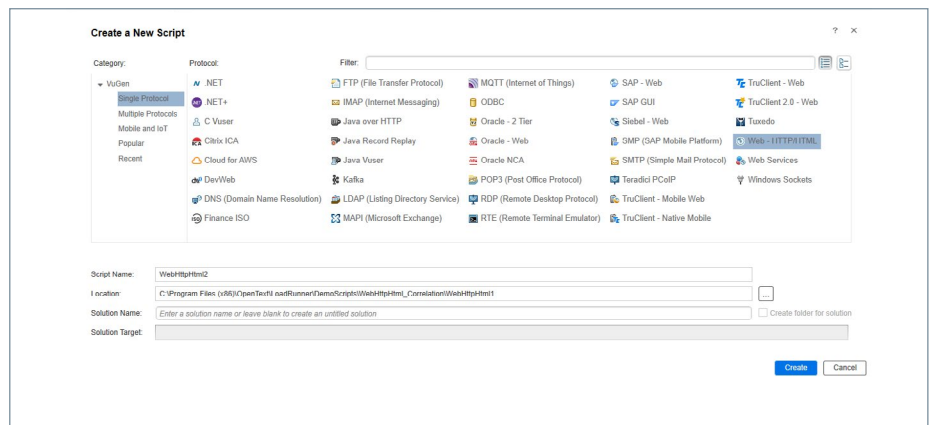 Create a New Script
? ×
Category:
Protocol:
Filter:
VuGen
Single Protocol
Multiple Protocols
Mobile and IoT
Popular
Recent
.NET
.NET+
C Vuser
Citrix ICA
Cloud for AWS
DevWeb
DNS (Domain Name Resolution)
Finance ISO
FTP (File Transfer Protocol)
IMAP (Internet Messaging)
Java over HTTP
Java Record Replay
Java Vuser
Kafka
LDAP (Listing Directory Service)
MAPI (Microsoft Exchange)
MQTT (Internet of Things)
ODBC
Oracle - 2 Tier
Oracle - Web
Oracle NCA
POP3 (Post Office Protocol)
RDP (Remote Desktop Protocol)
RTE (Remote Terminal Emulator)
SAP - Web
SAP GUI
Siebel - Web
SMP (SAP Mobile Platform)
SMTP (Simple Mail Protocol)
Teradici PCoIP
TruClient - Mobile Web
TruClient - Native Mobile
TruClient - Web
TruClient 2.0 - Web
Tuxedo
Web - HTTP/HTML
Web Services
Windows Sockets
Script Name: WebHttpHtml2
Location: C:\Program Files (x86)\OpenText\LoadRunner\DemoScripts\WebHttpHtml_Correlation\WebHttpHtml1
...
Solution Name: Enter a solution name or leave blank to create an untitled solution
Create folder for solution
Solution Target:
Create
Cancel